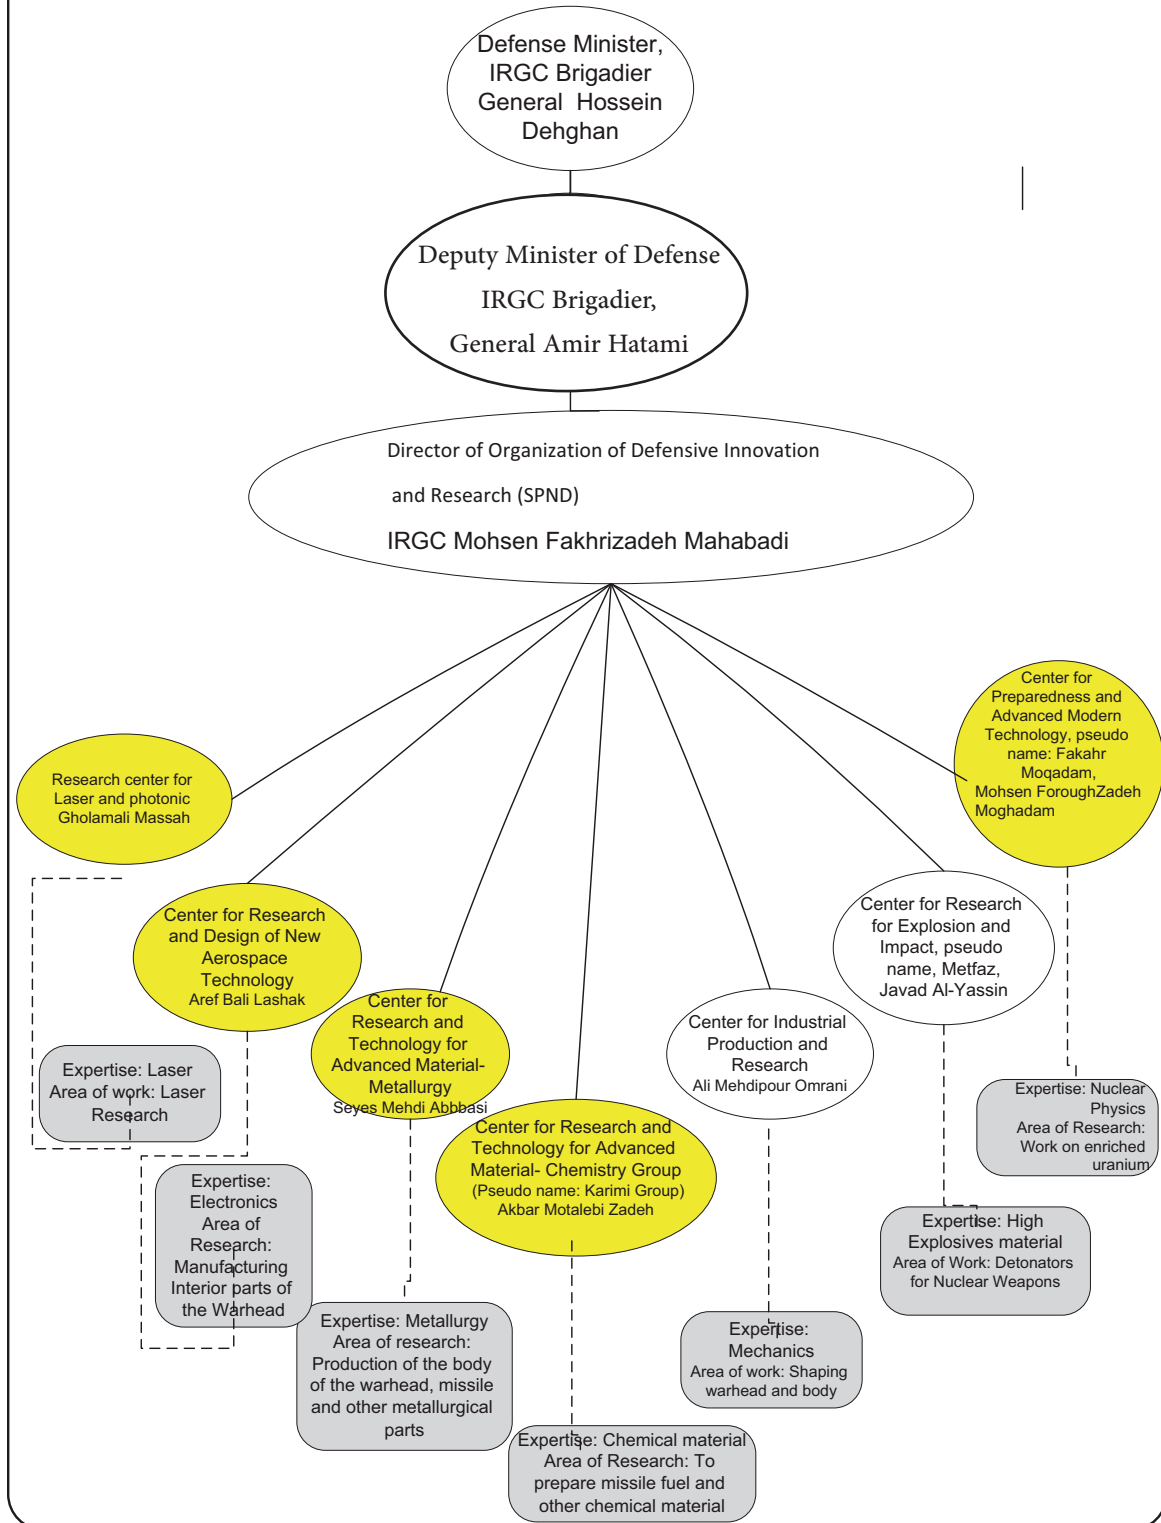 Defense Minister,
IRGC Brigadier
General Hossein
Dehghan
Deputy Minister of Defense
IRGC Brigadier,
General Amir Hatami
Director of Organization of Defensive Innovation
and Research (SPND)
IRGC Mohsen Fakhrizadeh Mahabadi
Research center for
Laser and photonic
Gholamali Massah
Center for Research
and Design of New
Aerospace
Technology
Aref Bali Lashak
Center for
Research and
Technology for
Advanced Material-
Metallurgy
Seyes Mehdi Abbbasi
Center for Research and
Technology for Advanced
Material- Chemistry Group
(Pseudo name: Karimi Group)
Akbar Motalebi Zadeh
Center for Industrial
Production and
Research
Ali Mehdipour Omrani
Center for Research
for Explosion and
Impact, pseudo
name, Metfaz,
Javad Al-Yassin
Center for
Preparedness and
Advanced Modern
Technology, pseudo
name: Fakahr
Moqadam,
Mohsen ForoughZadeh
Moghadam
Expertise: Laser
Area of work: Laser
Research
Expertise:
Electronics
Area of
Research:
Manufacturing
Interior parts of
the Warhead
Expertise: Metallurgy
Area of research:
Production of the body
of the warhead, missile
and other metallurgical
parts
Expertise: Chemical material
Area of Research: To
prepare missile fuel and
other chemical material
Expertise:
Mechanics
Area of work: Shaping
warhead and body
Expertise: High
Explosives material
Area of Work: Detonators
for Nuclear Weapons
Expertise: Nuclear
Physics
Area of Research:
Work on enriched
uranium